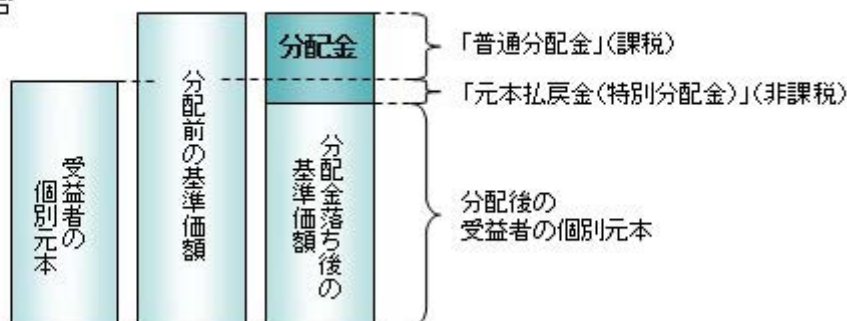 受益者の
個別元本
分配前の基準価額
分配金
分配金落ち後の
基準価額
「普通分配金」(課税)
「元本払戻金(特別分配金)」(非課税)
分配後の
受益者の個別元本